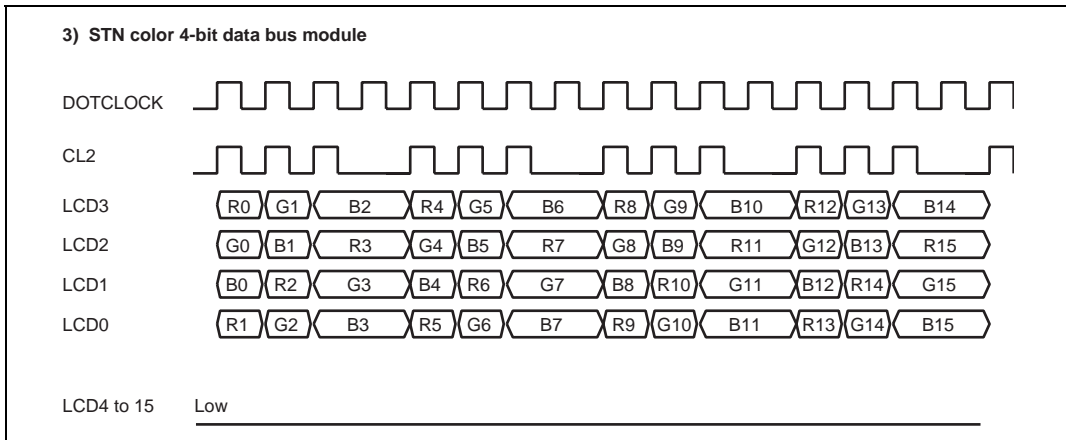 3) STN color 4-bit data bus module
DOTCLOCK
CL2
LCD3 R0 G1 B2 R4 G5 B6 R8 G9 B10 R12 G13 B14
LCD2 G0 B1 R3 G4 B5 R7 G8 B9 R11 G12 B13 R15
LCD1 B0 R2 G3 B4 R6 G7 B8 R10 G11 B12 R14 G15
LCD0 R1 G2 B3 R5 G6 B7 R9 G10 B11 R13 G14 B15
LCD4 to 15 Low